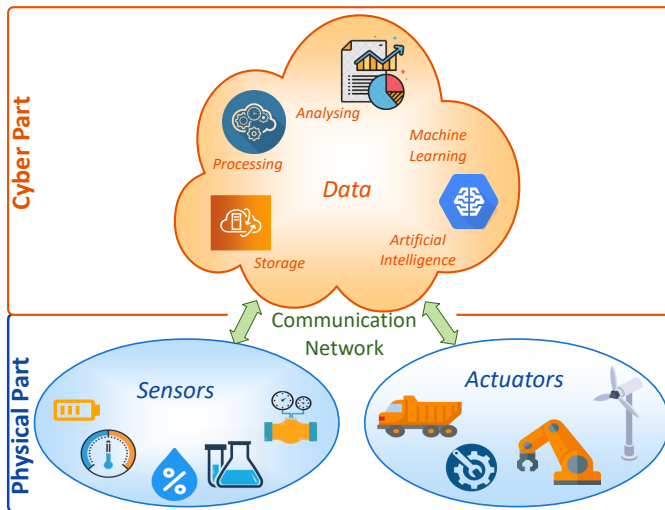 Cyber Part
Analysing
Machine
Learning
Processing
Data
Artificial
Intelligence
Storage
Communication
Network
Physical Part
Sensors
Actuators
%